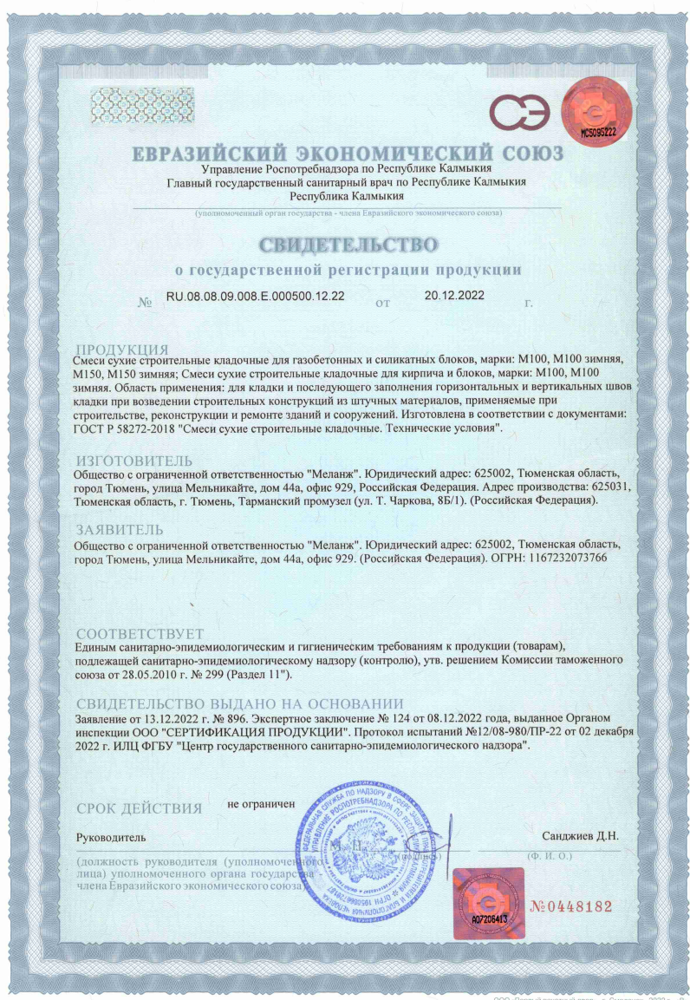 СЭ
МС5095222
ЕВРАЗИЙСКИЙ ЭКОНОМИЧЕСКИЙ СОЮЗ
Управление Роспотребнадзора по Республике Калмыкия
Главный государственный санитарный врач по Республике Калмыкия
Республика Калмыкия
(уполномоченный орган государства - члена Евразийского экономического союза)
СВИДЕТЕЛЬСТВО
о государственной регистрации продукции
№ RU.08.08.09.008.E.000500.12.22 от 20.12.2022 г.
ПРОДУКЦИЯ
Смеси сухие строительные кладочные для газобетонных и силикатных блоков, марки: М100, М100 зимняя,
М150, М150 зимняя; Смеси сухие строительные кладочные для кирпича и блоков, марки: М100, М100
зимняя. Область применения: для кладки и последующего заполнения горизонтальных и вертикальных швов
кладки при возведении строительных конструкций из штучных материалов, применяемые при
строительстве, реконструкции и ремонте зданий и сооружений. Изготовлена в соответствии с документами:
ГОСТ Р 58272-2018 "Смеси сухие строительные кладочные. Технические условия".
ИЗГОТОВИТЕЛЬ
Общество с ограниченной ответственностью "Меланж". Юридический адрес: 625002, Тюменская область,
город Тюмень, улица Мельникайте, дом 44а, офис 929, Российская Федерация. Адрес производства: 625031,
Тюменская область, г. Тюмень, Тарманский промузел (ул. Т. Чаркова, 8Б/1). (Российская Федерация).
ЗАЯВИТЕЛЬ
Общество с ограниченной ответственностью "Меланж". Юридический адрес: 625002, Тюменская область,
город Тюмень, улица Мельникайте, дом 44а, офис 929. (Российская Федерация). ОГРН: 1167232073766
СООТВЕТСТВУЕТ
Единым санитарно-эпидемиологическим и гигиеническим требованиям к продукции (товарам),
подлежащей санитарно-эпидемиологическому надзору (контролю), утв. решением Комиссии таможенного
союза от 28.05.2010 г. № 299 (Раздел 11").
СВИДЕТЕЛЬСТВО ВЫДАНО НА ОСНОВАНИИ
Заявление от 13.12.2022 г. № 896. Экспертное заключение № 124 от 08.12.2022 года, выданное Органом
инспекции ООО "СЕРТИФИКАЦИЯ ПРОДУКЦИИ". Протокол испытаний №12/08-980/ПР-22 от 02 декабря
2022 г. ИЛЦ ФГБУ "Центр государственного санитарно-эпидемиологического надзора".
СРОК ДЕЙСТВИЯ не ограничен
Руководитель Санджиев Д.Н.
М. П. (подпись) (Ф. И. О.)
(должность руководителя (уполномоченного
лица) уполномоченного органа государства -
члена Евразийского экономического союза)
А07206413
№0448182